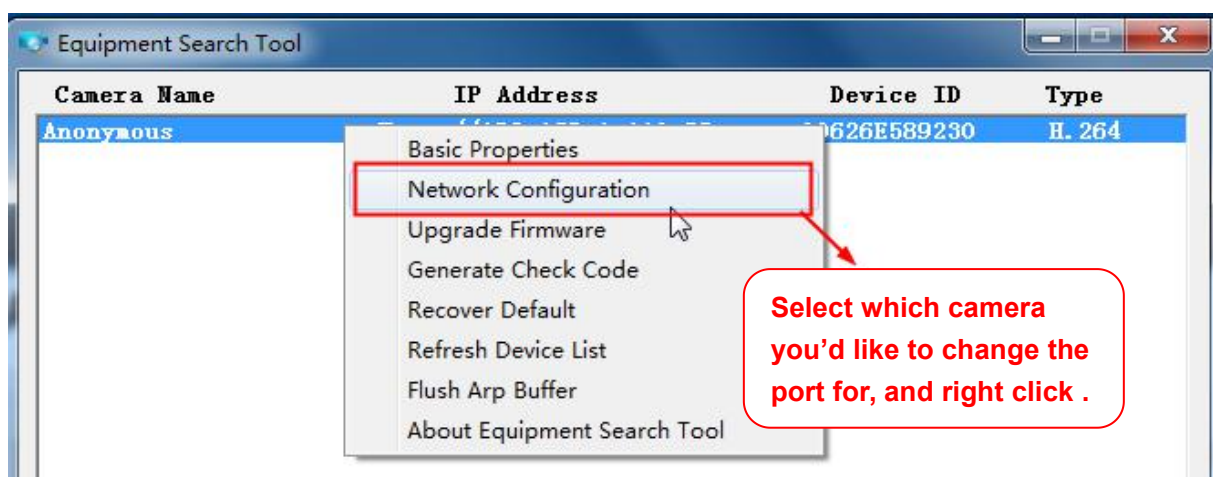 Equipment Search Tool
Camera Name IP Address Device ID Type
Anonymous H.264
Basic Properties
Network Configuration
Upgrade Firmware
Generate Check Code
Recover Default
Refresh Device List
Flush Arp Buffer
About Equipment Search Tool
Select which camera
you’d like to change the
port for, and right click .